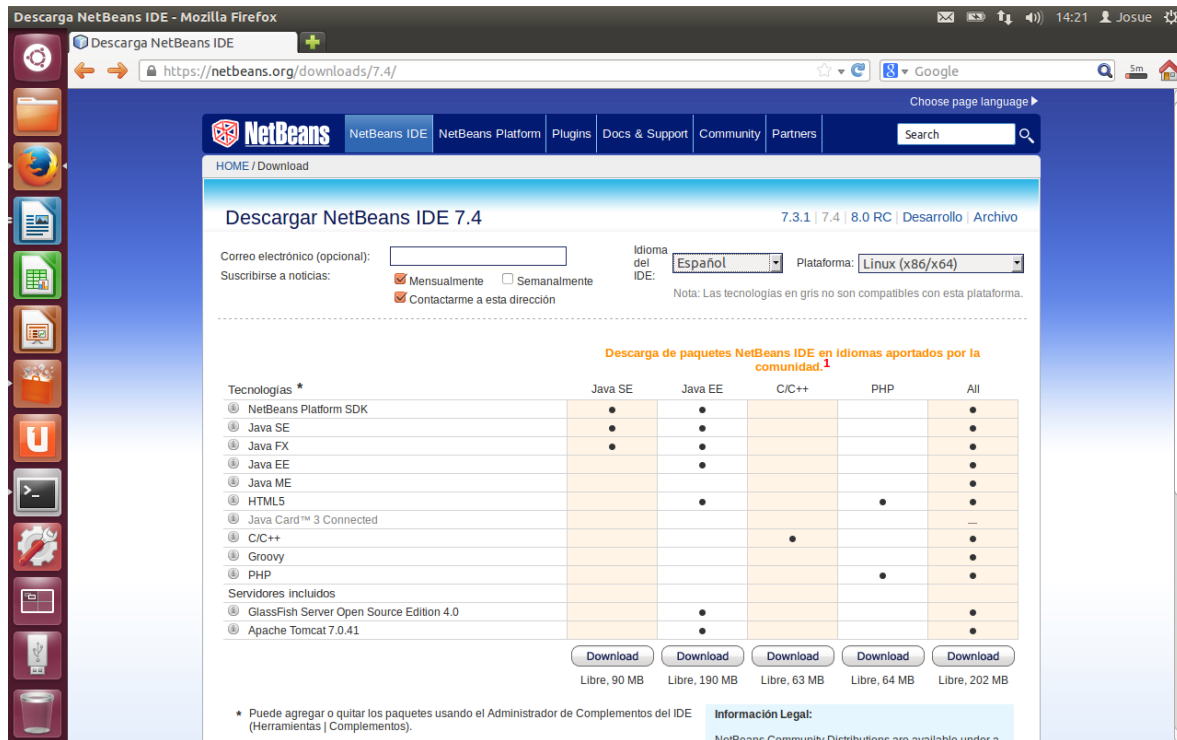 Descarga NetBeans IDE - Mozilla Firefox
14:21 Josue
Descarga NetBeans IDE
https://netbeans.org/downloads/7.4/
Google
5m
Choose page language
NetBeans
NetBeans IDE NetBeans Platform Plugins Docs & Support Community Partners
Search
HOME / Download
Descargar NetBeans IDE 7.4
7.3.1 | 7.4 | 8.0 RC | Desarrollo | Archivo
Correo electrónico (opcional):
Suscribirse a noticias:
Mensualmente Semanalmente
Contactarme a esta dirección
Idioma del IDE: Español
Plataforma: Linux (x86/x64)
Nota: Las tecnologías en gris no son compatibles con esta plataforma.
Descarga de paquetes NetBeans IDE en idiomas aportados por la
comunidad.1
Tecnologías * Java SE Java EE C/C++ PHP All
NetBeans Platform SDK
Java SE
Java FX
Java EE
Java ME
HTML5
Java Card™ 3 Connected
C/C++
Groovy
PHP
Servidores incluidos
GlassFish Server Open Source Edition 4.0
Apache Tomcat 7.0.41
Download Download Download Download Download
Libre, 90 MB Libre, 190 MB Libre, 63 MB Libre, 64 MB Libre, 202 MB
* Puede agregar o quitar los paquetes usando el Administrador de Complementos del IDE
(Herramientas | Complementos).
Información Legal:
NetBeans Community Distributions are available under a